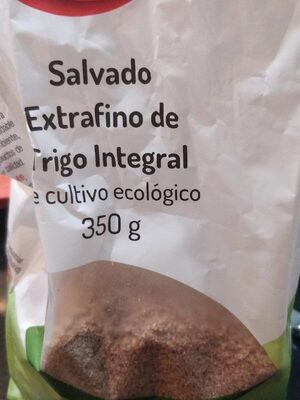 Salvado
Extrafino de
Trigo Integral
e cultivo ecológico
350 g